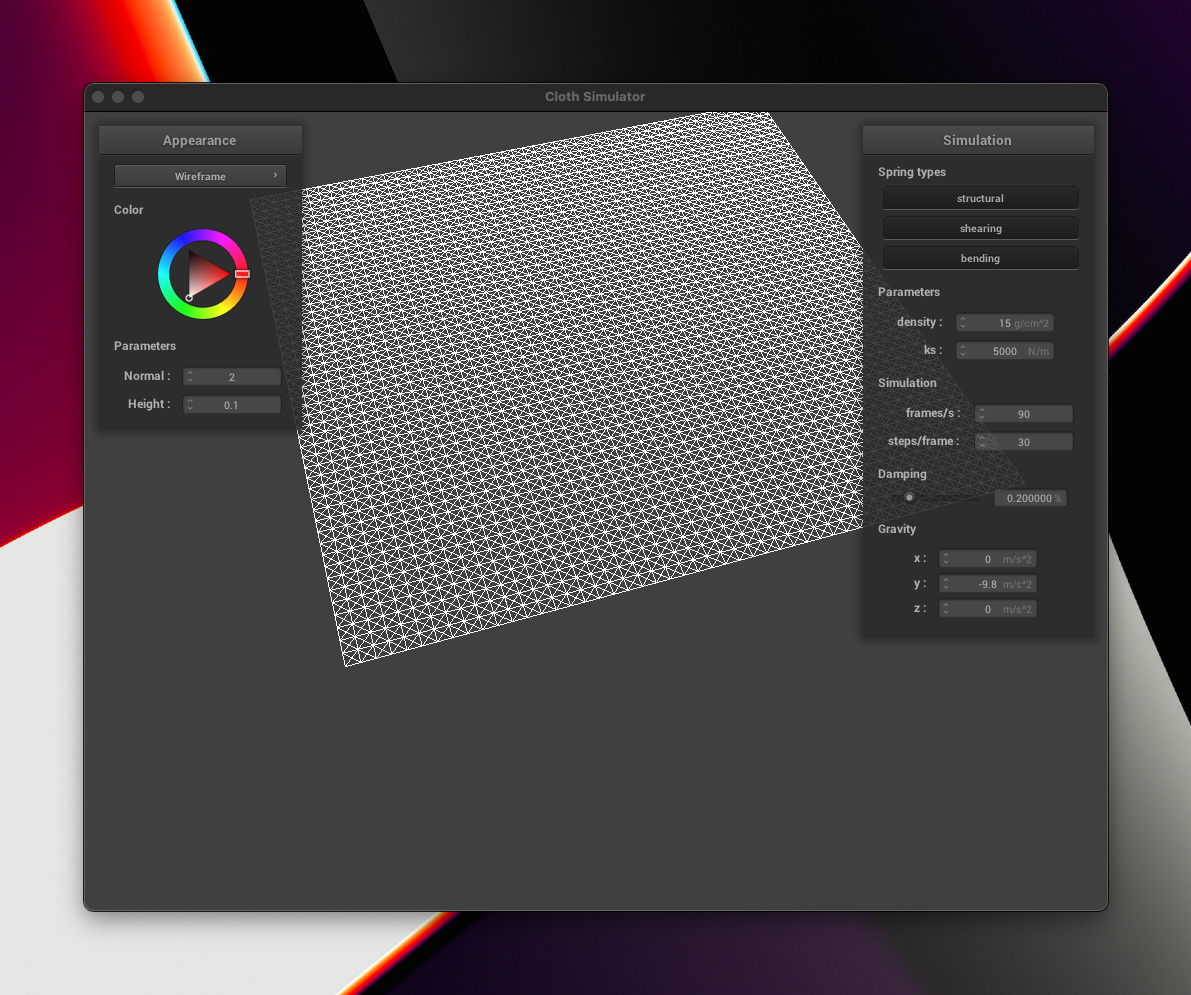 Cloth Simulator
Appearance
Wireframe
Color
Parameters
Normal : 2
Height : 0.1
Simulation
Spring types
structural
shearing
bending
Parameters
density : 15 g/cm^2
ks : 5000 N/m
Simulation
frames/s : 90
steps/frame : 30
Damping
0.200000 %
Gravity
x : 0 m/s^2
y : -9.8 m/s^2
z : 0 m/s^2